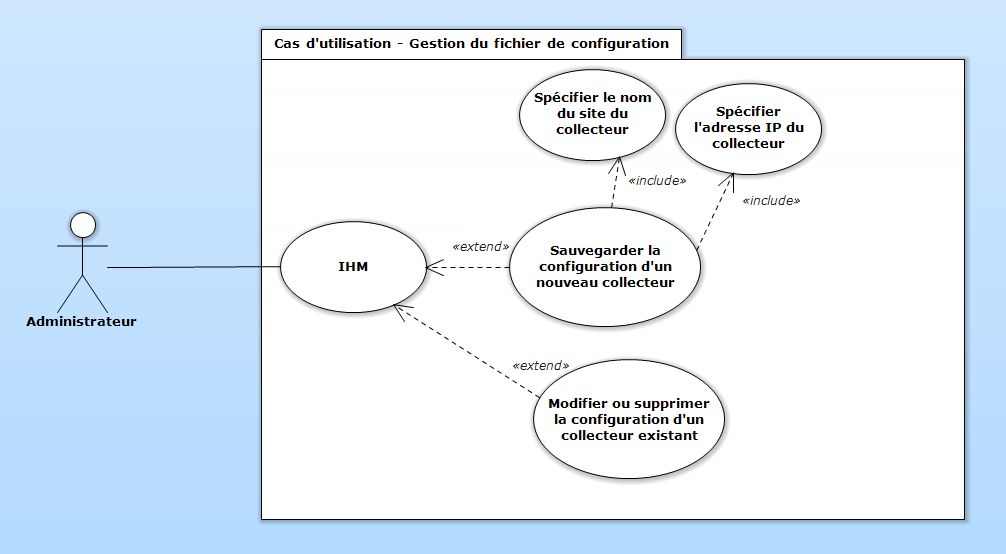 Cas d'utilisation - Gestion du fichier de configuration
Spécifier le nom
du site du
collecteur
Spécifier
l'adresse IP du
collecteur
«include»
«include»
«extend»
IHM
Sauvegarder la
configuration d'un
nouveau collecteur
Administrateur
«extend»
Modifier ou supprimer
la configuration d'un
collecteur existant